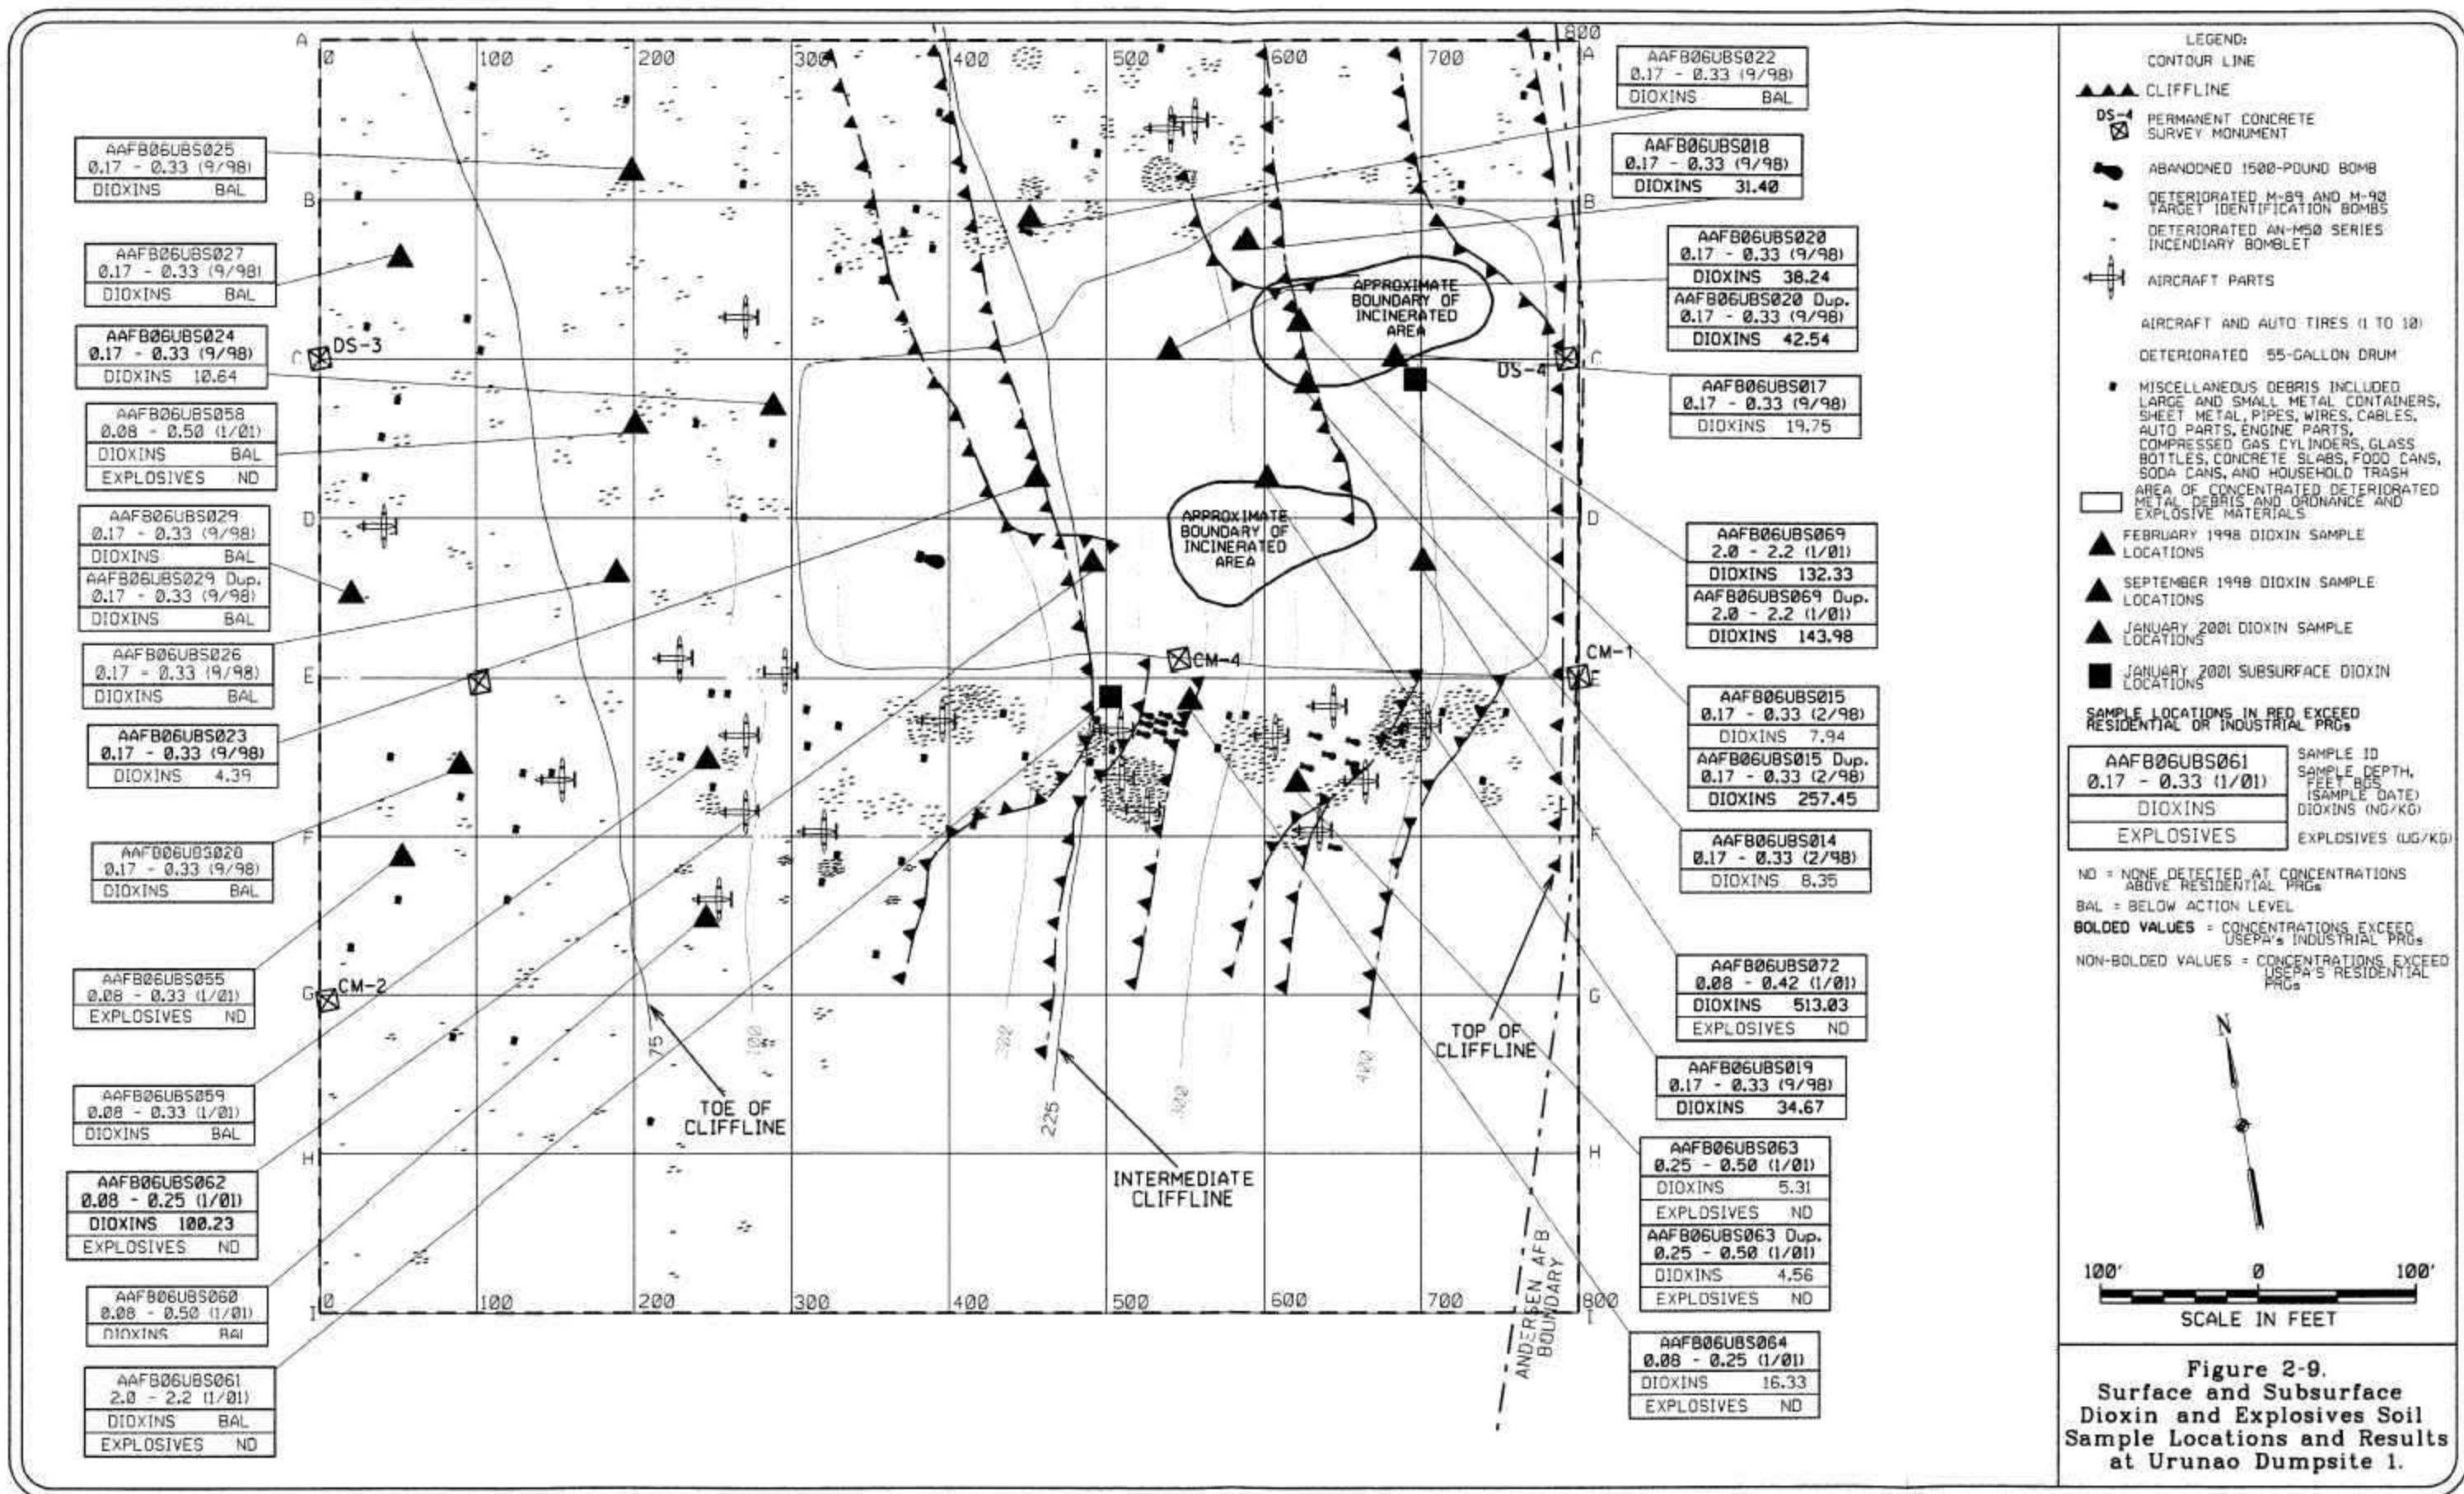 A
0
100
200
300
400
500
600
700
800
A
B
B
C
DS-3
DS-4
C
D
D
E
CM-4
CM-1
E
F
F
G
CM-2
G
H
H
I
0
100
200
300
400
500
600
700
800
I
75
100
202
225
300
400
APPROXIMATE
BOUNDARY OF
INCINERATED
AREA
APPROXIMATE
BOUNDARY OF
INCINERATED
AREA
TOE OF
CLIFFLINE
INTERMEDIATE
CLIFFLINE
TOP OF
CLIFFLINE
ANDERSEN AFB
BOUNDARY
AAFB06UBS025
0.17 - 0.33 (9/98)
DIOXINS BAL
AAFB06UBS027
0.17 - 0.33 (9/98)
DIOXINS BAL
AAFB06UBS024
0.17 - 0.33 (9/98)
DIOXINS 10.64
AAFB06UBS058
0.08 - 0.50 (1/01)
DIOXINS BAL
EXPLOSIVES ND
AAFB06UBS029
0.17 - 0.33 (9/98)
DIOXINS BAL
AAFB06UBS029 Dup.
0.17 - 0.33 (9/98)
DIOXINS BAL
AAFB06UBS026
0.17 - 0.33 (9/98)
DIOXINS BAL
AAFB06UBS023
0.17 - 0.33 (9/98)
DIOXINS 4.39
AAFB06UBS028
0.17 - 0.33 (9/98)
DIOXINS BAL
AAFB06UBS055
0.08 - 0.33 (1/01)
EXPLOSIVES ND
AAFB06UBS059
0.08 - 0.33 (1/01)
DIOXINS BAL
AAFB06UBS062
0.08 - 0.25 (1/01)
DIOXINS 100.23
EXPLOSIVES ND
AAFB06UBS060
0.08 - 0.50 (1/01)
DIOXINS BAL
AAFB06UBS061
2.0 - 2.2 (1/01)
DIOXINS BAL
EXPLOSIVES ND
AAFB06UBS022
0.17 - 0.33 (9/98)
DIOXINS BAL
AAFB06UBS018
0.17 - 0.33 (9/98)
DIOXINS 31.40
AAFB06UBS020
0.17 - 0.33 (9/98)
DIOXINS 38.24
AAFB06UBS020 Dup.
0.17 - 0.33 (9/98)
DIOXINS 42.54
AAFB06UBS017
0.17 - 0.33 (9/98)
DIOXINS 19.75
AAFB06UBS069
2.0 - 2.2 (1/01)
DIOXINS 132.33
AAFB06UBS069 Dup.
2.0 - 2.2 (1/01)
DIOXINS 143.98
AAFB06UBS015
0.17 - 0.33 (2/98)
DIOXINS 7.94
AAFB06UBS015 Dup.
0.17 - 0.33 (2/98)
DIOXINS 257.45
AAFB06UBS014
0.17 - 0.33 (2/98)
DIOXINS 8.35
AAFB06UBS072
0.08 - 0.42 (1/01)
DIOXINS 513.03
EXPLOSIVES ND
AAFB06UBS019
0.17 - 0.33 (9/98)
DIOXINS 34.67
AAFB06UBS063
0.25 - 0.50 (1/01)
DIOXINS 5.31
EXPLOSIVES ND
AAFB06UBS063 Dup.
0.25 - 0.50 (1/01)
DIOXINS 4.56
EXPLOSIVES ND
AAFB06UBS064
0.08 - 0.25 (1/01)
DIOXINS 16.33
EXPLOSIVES ND
LEGEND:
CONTOUR LINE
CLIFFLINE
DS-4
PERMANENT CONCRETE
SURVEY MONUMENT
ABANDONED 1500-POUND BOMB
DETERIORATED M-89 AND M-90
TARGET IDENTIFICATION BOMBS
DETERIORATED AN-M50 SERIES
INCENDIARY BOMBLET
AIRCRAFT PARTS
AIRCRAFT AND AUTO TIRES (1 TO 10)
DETERIORATED 55-GALLON DRUM
MISCELLANEOUS DEBRIS INCLUDED
LARGE AND SMALL METAL CONTAINERS,
SHEET METAL, PIPES, WIRES, CABLES,
AUTO PARTS, ENGINE PARTS,
COMPRESSED GAS CYLINDERS, GLASS
BOTTLES, CONCRETE SLABS, FOOD CANS,
SODA CANS, AND HOUSEHOLD TRASH
AREA OF CONCENTRATED DETERIORATED
METAL DEBRIS AND ORDNANCE AND
EXPLOSIVE MATERIALS
FEBRUARY 1998 DIOXIN SAMPLE
LOCATIONS
SEPTEMBER 1998 DIOXIN SAMPLE
LOCATIONS
JANUARY 2001 DIOXIN SAMPLE
LOCATIONS
JANUARY 2001 SUBSURFACE DIOXIN
LOCATIONS
SAMPLE LOCATIONS IN RED EXCEED
RESIDENTIAL OR INDUSTRIAL PRGs
AAFB06UBS061
0.17 - 0.33 (1/01)
DIOXINS
EXPLOSIVES
SAMPLE ID
SAMPLE DEPTH,
FEET BGS
(SAMPLE DATE)
DIOXINS (NG/KG)
EXPLOSIVES (UG/KG)
ND = NONE DETECTED AT CONCENTRATIONS
ABOVE RESIDENTIAL PRGs
BAL = BELOW ACTION LEVEL
BOLDED VALUES = CONCENTRATIONS EXCEED
USEPA's INDUSTRIAL PRGs
NON-BOLDED VALUES = CONCENTRATIONS EXCEED
USEPA'S RESIDENTIAL
PRGs
N
100' 0 100'
SCALE IN FEET
Figure 2-9.
Surface and Subsurface
Dioxin and Explosives Soil
Sample Locations and Results
at Urunao Dumpsite 1.